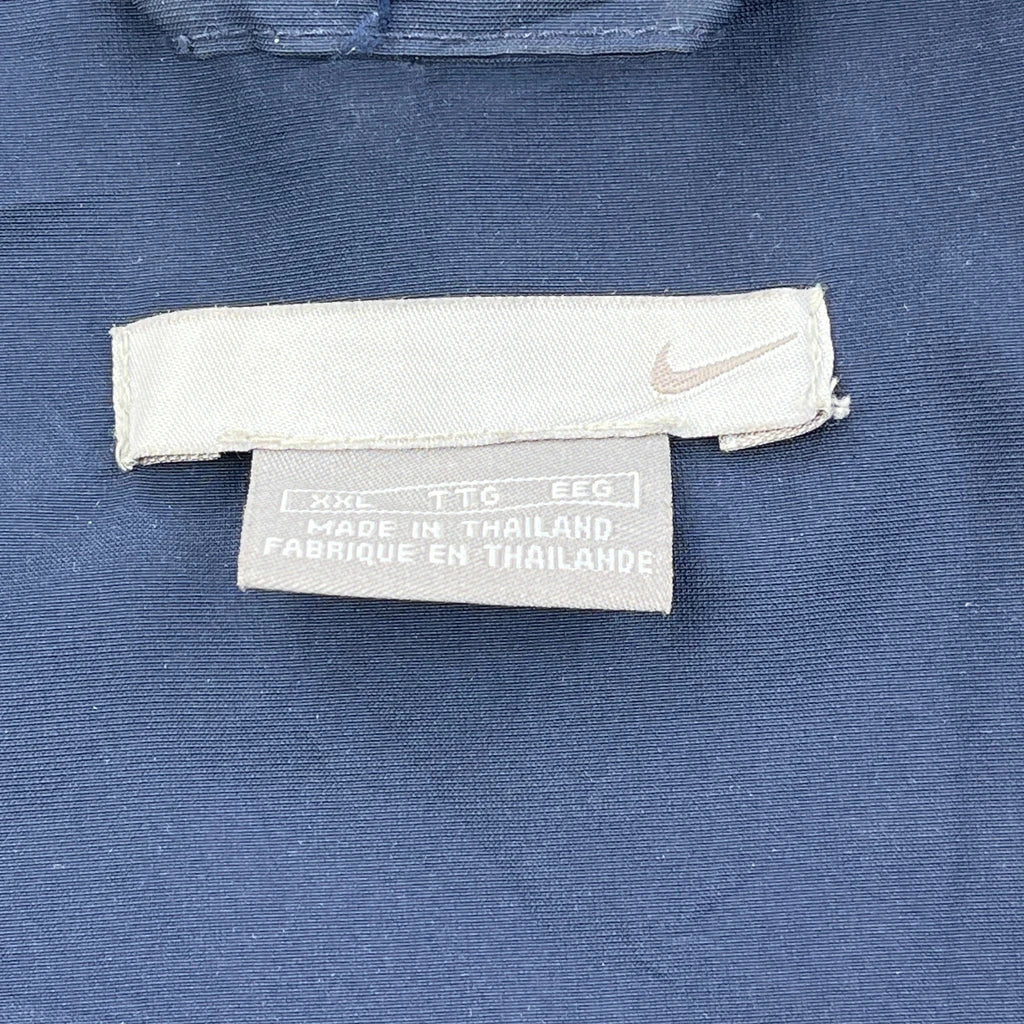 XXL TTG EEG
MADE IN THAILAND
FABRIQUE EN THAILANDE